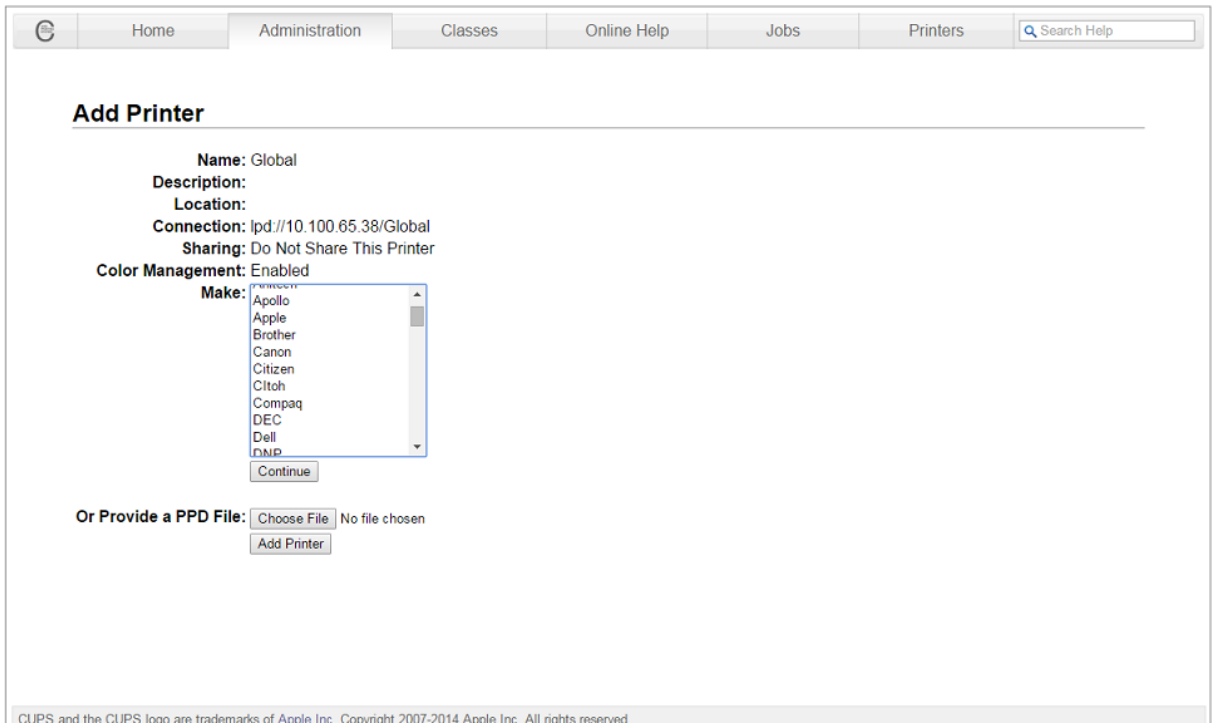 Home Administration Classes Online Help Jobs Printers Search Help
Add Printer
Name: Global
Description:
Location:
Connection: lpd://10.100.65.38/Global
Sharing: Do Not Share This Printer
Color Management: Enabled
Make:
Apollo
Apple
Brother
Canon
Citizen
CItoh
Compaq
DEC
Dell
DNP
Continue
Or Provide a PPD File: Choose File No file chosen
Add Printer
CUPS and the CUPS logo are trademarks of Apple Inc. Copyright 2007-2014 Apple Inc. All rights reserved.